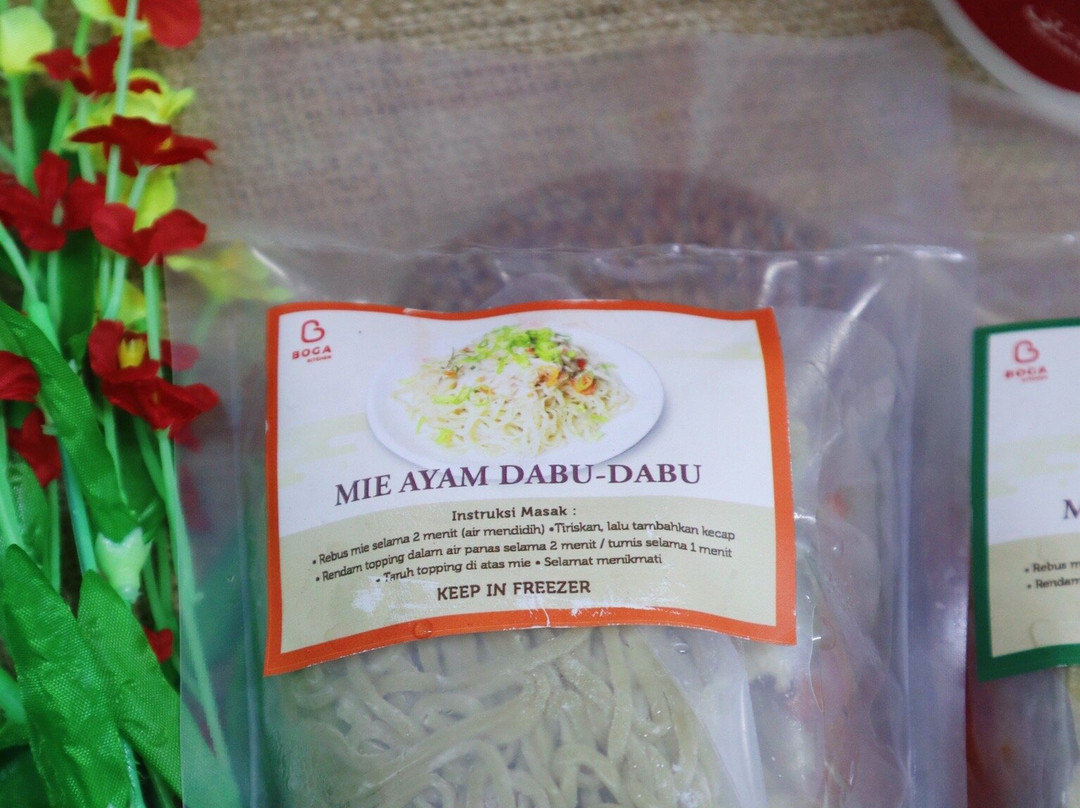 BOGA
KITCHEN
MIE AYAM DABU-DABU
Instruksi Masak :
• Rebus mie selama 2 menit (air mendidih) •Tiriskan, lalu tambahkan kecap
• Rendam topping dalam air panas selama 2 menit / tumis selama 1 menit
• Taruh topping di atas mie • Selamat menikmati
KEEP IN FREEZER
BOGA
KITCHEN
M
• Rebus m
• Rendam